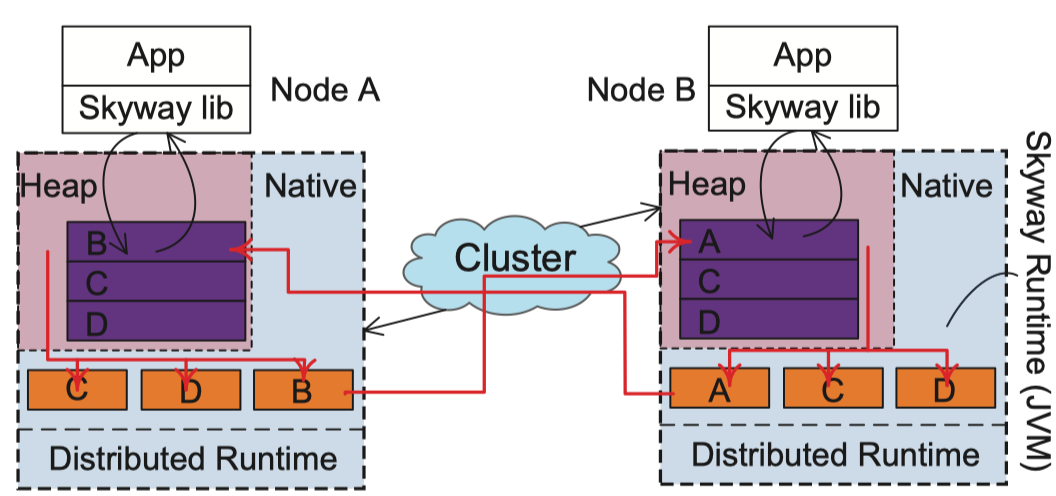 App
Skyway lib
Node A
Heap
Native
B
C
D
C D B
Distributed Runtime
Cluster
Node B
App
Skyway lib
Heap
Native
A
C
D
A C D
Distributed Runtime
Skyway Runtime (JVM)